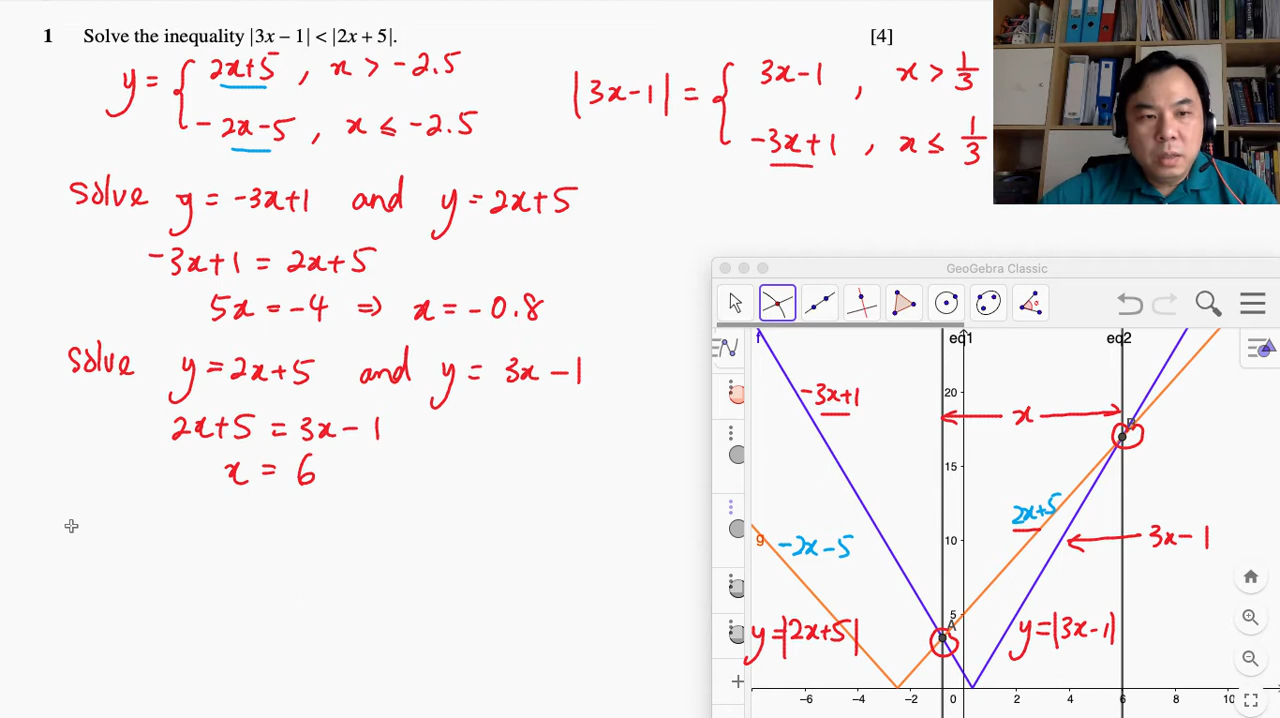 1 Solve the inequality |3x − 1| < |2x + 5|. [4]
y = { 2x+5 , x > -2.5
-2x-5 , x ≤ -2.5
|3x-1| = { 3x-1 , x > 1/3
-3x+1 , x ≤ 1/3
solve y = -3x+1 and y = 2x+5
-3x+1 = 2x+5
5x = -4 ⇒ x = -0.8
solve y = 2x+5 and y = 3x-1
2x+5 = 3x-1
x = 6
GeoGebra Classic
f eq1 eq2
20
-3x+1
x
B
15
2x+5
10
3x-1
g
-2x-5
5
A
y=|2x+5|
y=|3x-1|
−6 −4 −2 0 2 4 6 8 10